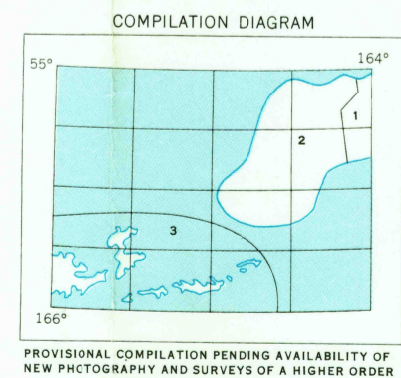 COMPILATION DIAGRAM
55° 164°
1
2
3
166°
PROVISIONAL COMPILATION PENDING AVAILABILITY OF
NEW PHOTOGRAPHY AND SURVEYS OF A HIGHER ORDER